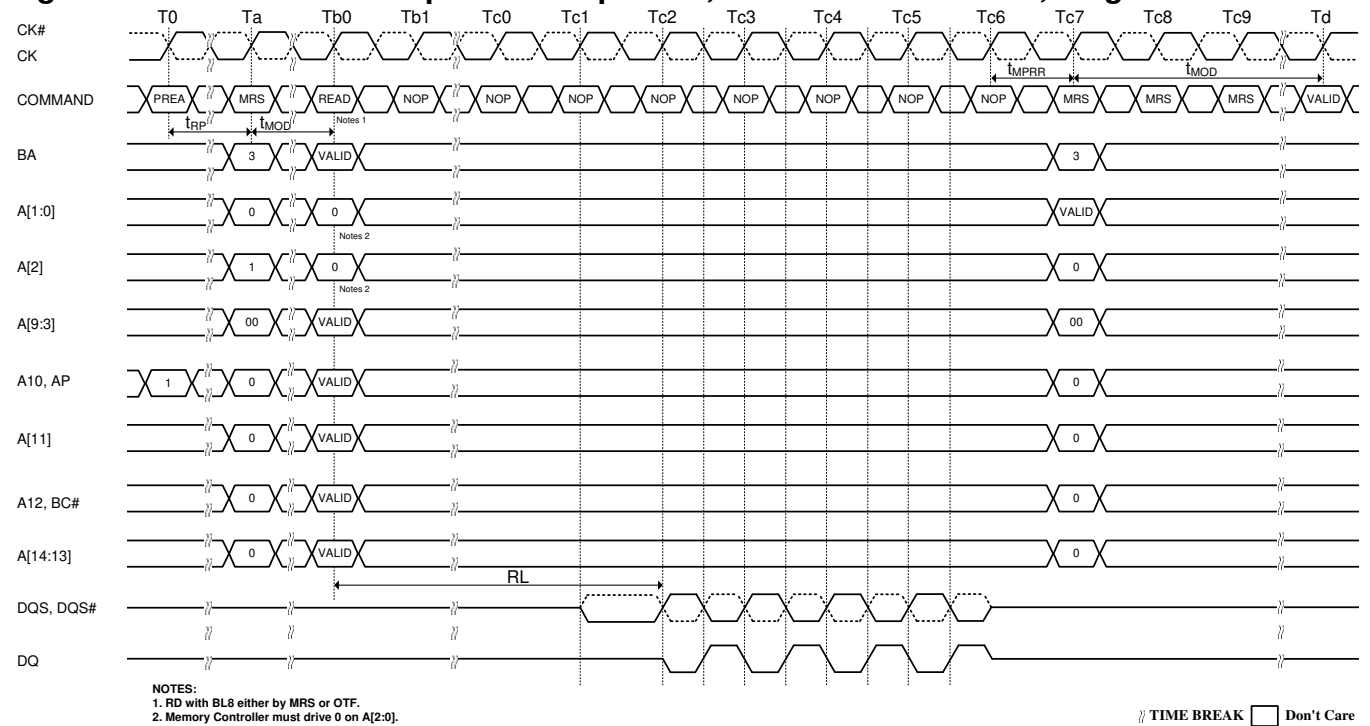 T0 Ta Tb0 Tb1 Tc0 Tc1 Tc2 Tc3 Tc4 Tc5 Tc6 Tc7 Tc8 Tc9 Td
CK#
CK
tMPRR tMOD
COMMAND PREA MRS READ NOP NOP NOP NOP NOP NOP NOP NOP MRS MRS MRS VALID
Notes 1
tRP tMOD
BA 3 VALID 3
A[1:0] 0 0 VALID
Notes 2
A[2] 1 0 0
Notes 2
A[9:3] 00 VALID 00
A10, AP 1 0 VALID 0
A[11] 0 VALID 0
A12, BC# 0 VALID 0
A[14:13] 0 VALID 0
RL
DQS, DQS#
DQ
NOTES:
1. RD with BL8 either by MRS or OTF.
2. Memory Controller must drive 0 on A[2:0].
TIME BREAK Don't Care